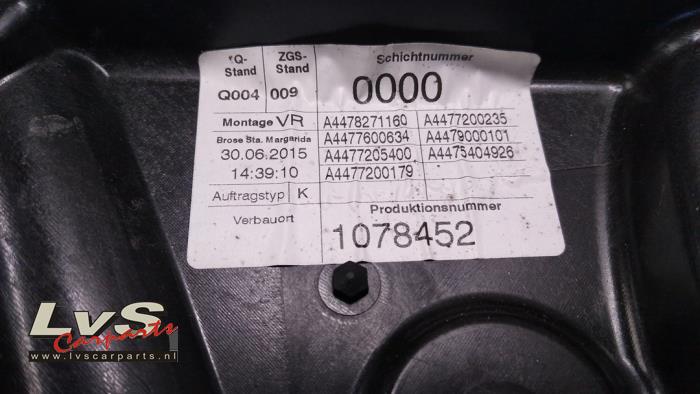 "Q-Stand
ZGS-Stand
Schichtnummer
Q004 009 0000
Montage VR
A4478271160 A4477200235
Brose Sta. Margarida
A4477600634 A4479000101
30.06.2015
A4477205400 A4475404926
14:39:10
A4477200179
Auftragstyp K
Verbauort
Produktionsnummer
1078452
LvS
Carparts
www.lvscarparts.nl